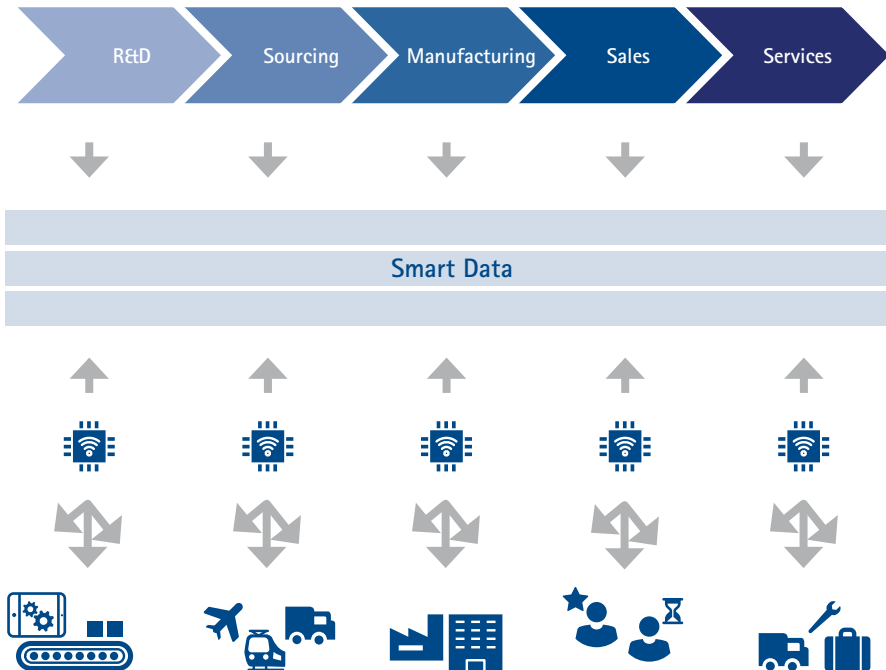 R&D
Sourcing
Manufacturing
Sales
Services
Smart Data